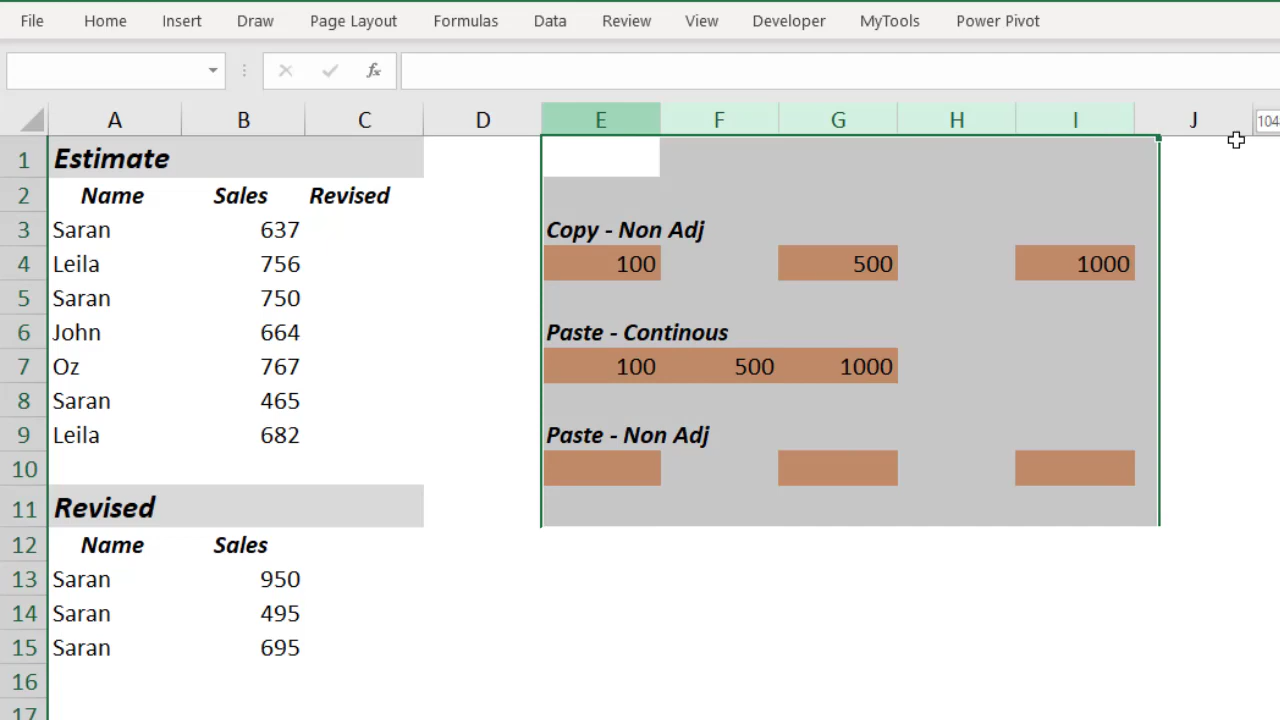 File Home Insert Draw Page Layout Formulas Data Review View Developer MyTools Power Pivot
fx
A B C D E F G H I J 104
1 Estimate
2 Name Sales Revised
3 Saran 637 Copy - Non Adj
4 Leila 756 100 500 1000
5 Saran 750
6 John 664 Paste - Continous
7 Oz 767 100 500 1000
8 Saran 465
9 Leila 682 Paste - Non Adj
10
11 Revised
12 Name Sales
13 Saran 950
14 Saran 495
15 Saran 695
16
17